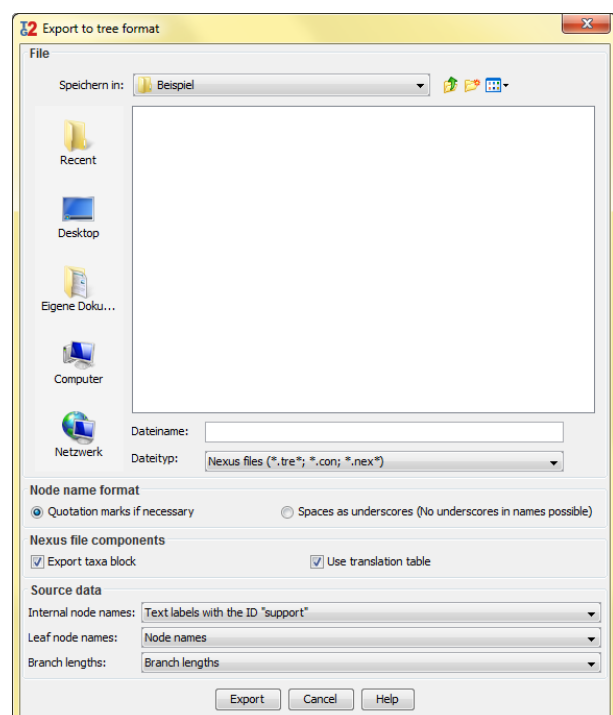 2 Export to tree format
File
Speichern in: Beispiel
Recent
Desktop
Eigene Doku...
Computer
Netzwerk
Dateiname:
Dateityp: Nexus files (*.tre*; *.con; *.nex*)
Node name format
Quotation marks if necessary Spaces as underscores (No underscores in names possible)
Nexus file components
Export taxa block Use translation table
Source data
Internal node names: Text labels with the ID "support"
Leaf node names: Node names
Branch lengths: Branch lengths
Export Cancel Help